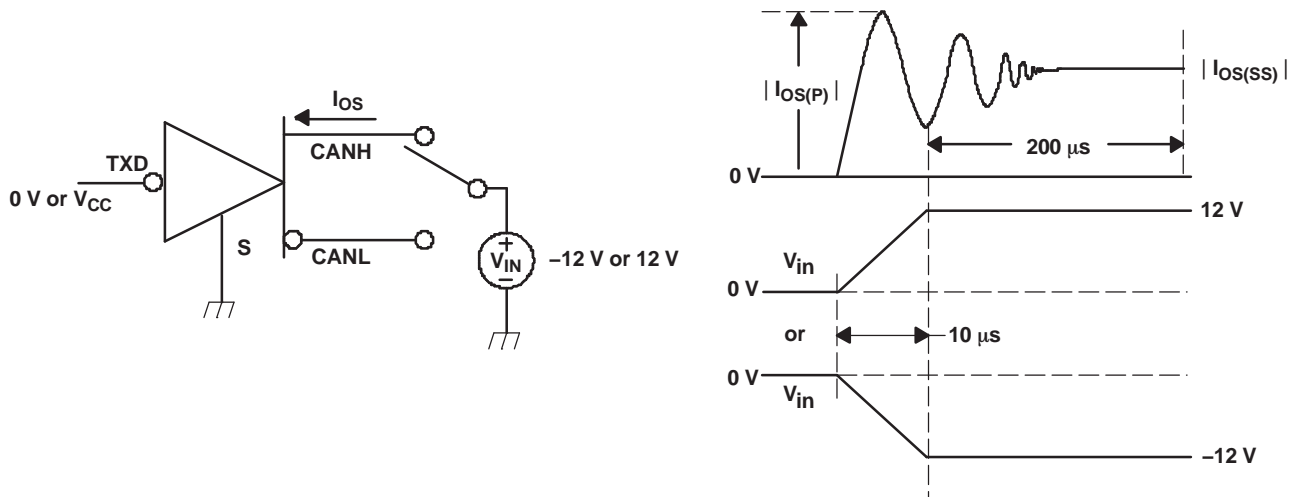 I_OS
TXD
CANH
0 V or V_CC
S
CANL
+
V_IN
–
–12 V or 12 V
| I_OS(P) |
| I_OS(SS) |
200 μs
0 V
12 V
V_in
0 V
or
10 μs
0 V
V_in
–12 V